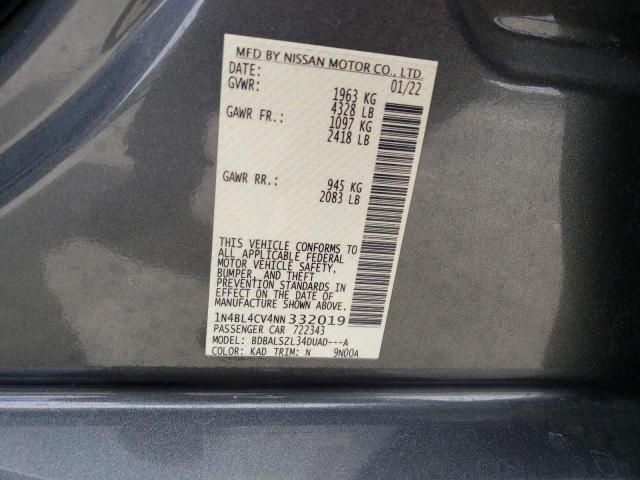 MFD BY NISSAN MOTOR CO., LTD.
DATE: 01/22
GVWR: 1963 KG
4328 LB
GAWR FR.: 1097 KG
2418 LB
GAWR RR.: 945 KG
2083 LB
THIS VEHICLE CONFORMS TO
ALL APPLICABLE FEDERAL
MOTOR VEHICLE SAFETY,
BUMPER, AND THEFT
PREVENTION STANDARDS IN
EFFECT ON THE DATE OF
MANUFACTURE SHOWN ABOVE.
1N4BL4CV4NN332019
PASSENGER CAR 722343
MODEL: BDBALSZL34DUAD---A
COLOR: KAD TRIM: N 9N00A